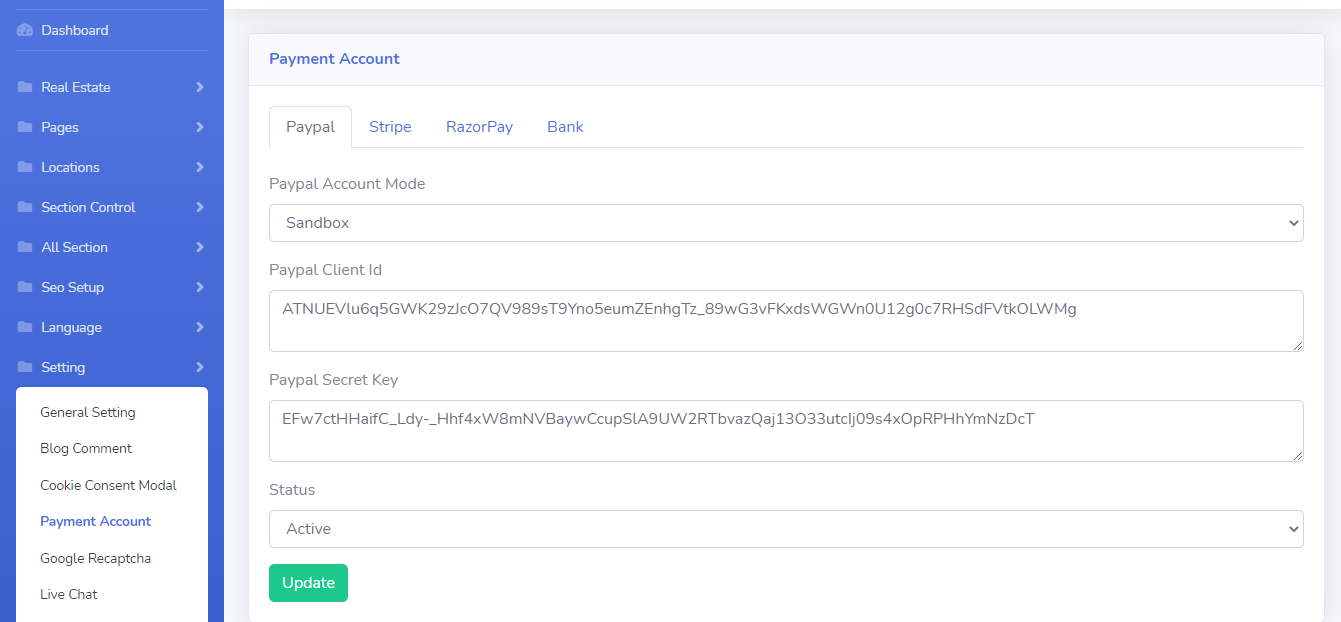 Dashboard
Real Estate
Pages
Locations
Section Control
All Section
Seo Setup
Language
Setting
General Setting
Blog Comment
Cookie Consent Modal
Payment Account
Google Recaptcha
Live Chat
Payment Account
Paypal Stripe RazorPay Bank
Paypal Account Mode
Sandbox
Paypal Client Id
ATNUEVlu6q5GWK29zJcO7QV989sT9Yno5eumZEnhgTz_89wG3vFKxdsWGWn0U12g0c7RHSdFVtkOLWMg
Paypal Secret Key
EFw7ctHHaifC_Ldy-_Hhf4xW8mNVBaywCcupSlA9UW2RTbvazQaj13O33utcIj09s4xOpRPHhYmNzDcT
Status
Active
Update